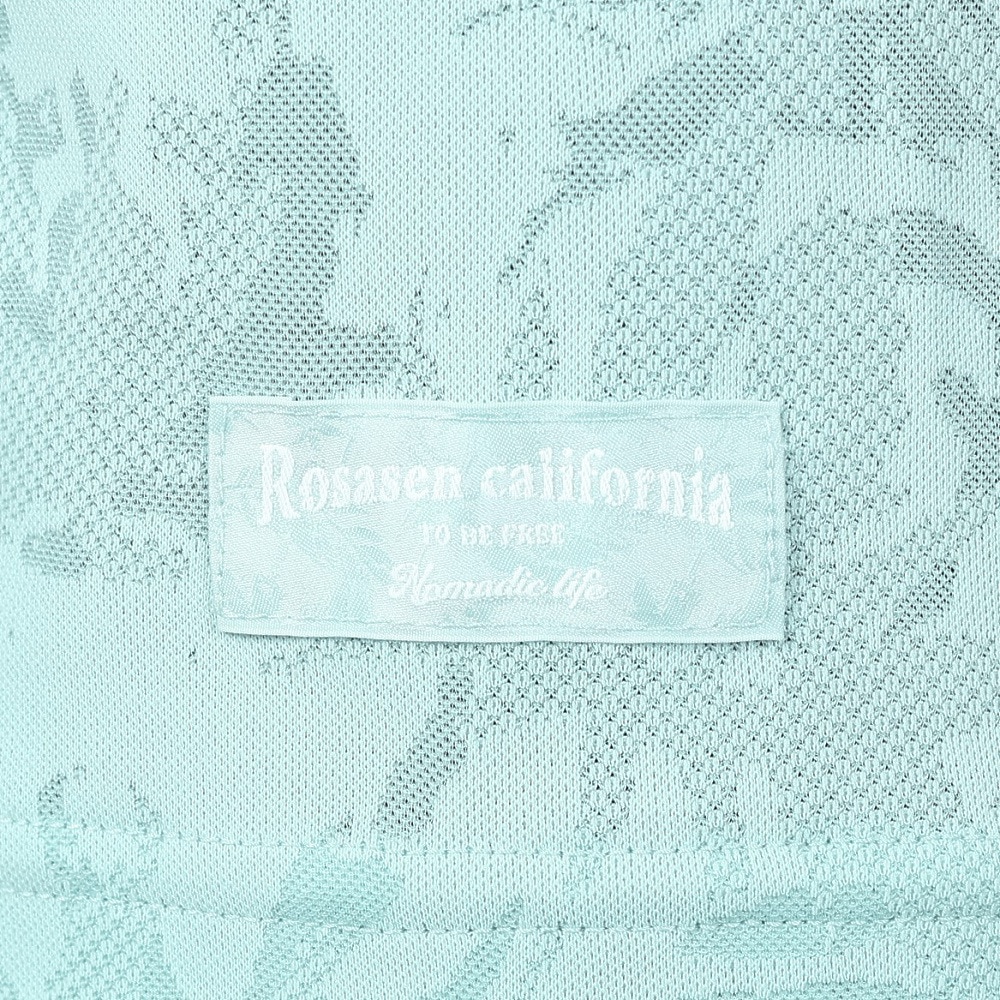 Rosasen california
TO BE FREE
Nomadic life